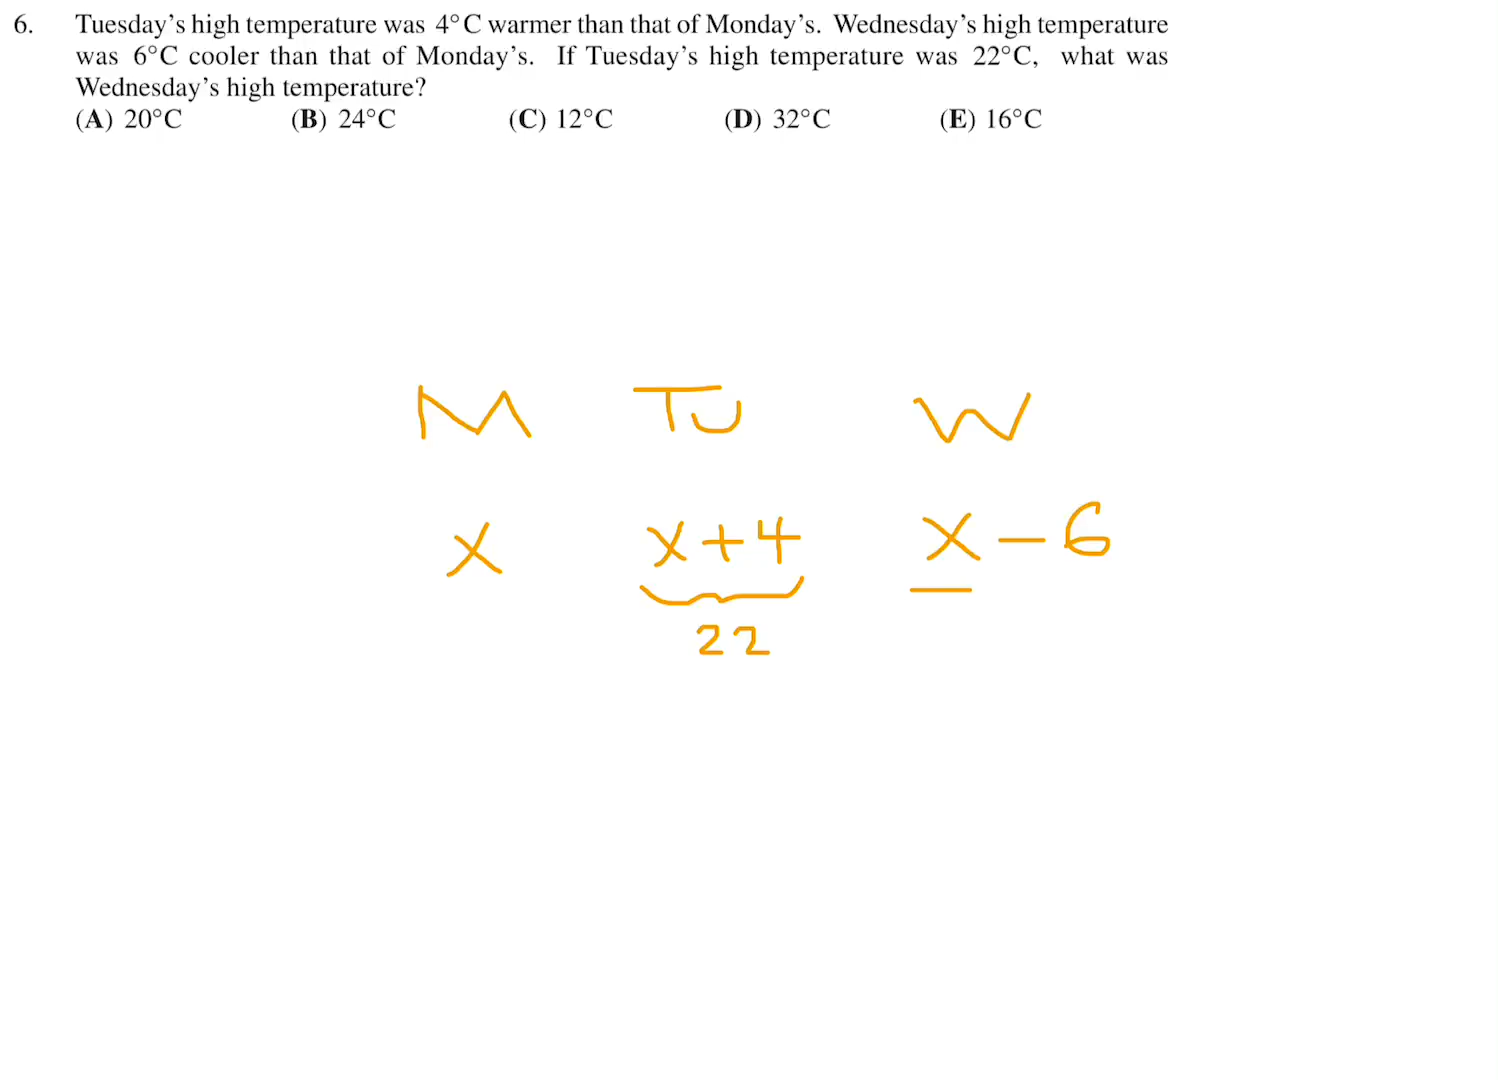 6. Tuesday's high temperature was 4°C warmer than that of Monday's. Wednesday's high temperature
was 6°C cooler than that of Monday's. If Tuesday's high temperature was 22°C, what was
Wednesday's high temperature?
(A) 20°C (B) 24°C (C) 12°C (D) 32°C (E) 16°C
M Tu W
x x+4 x-6
22